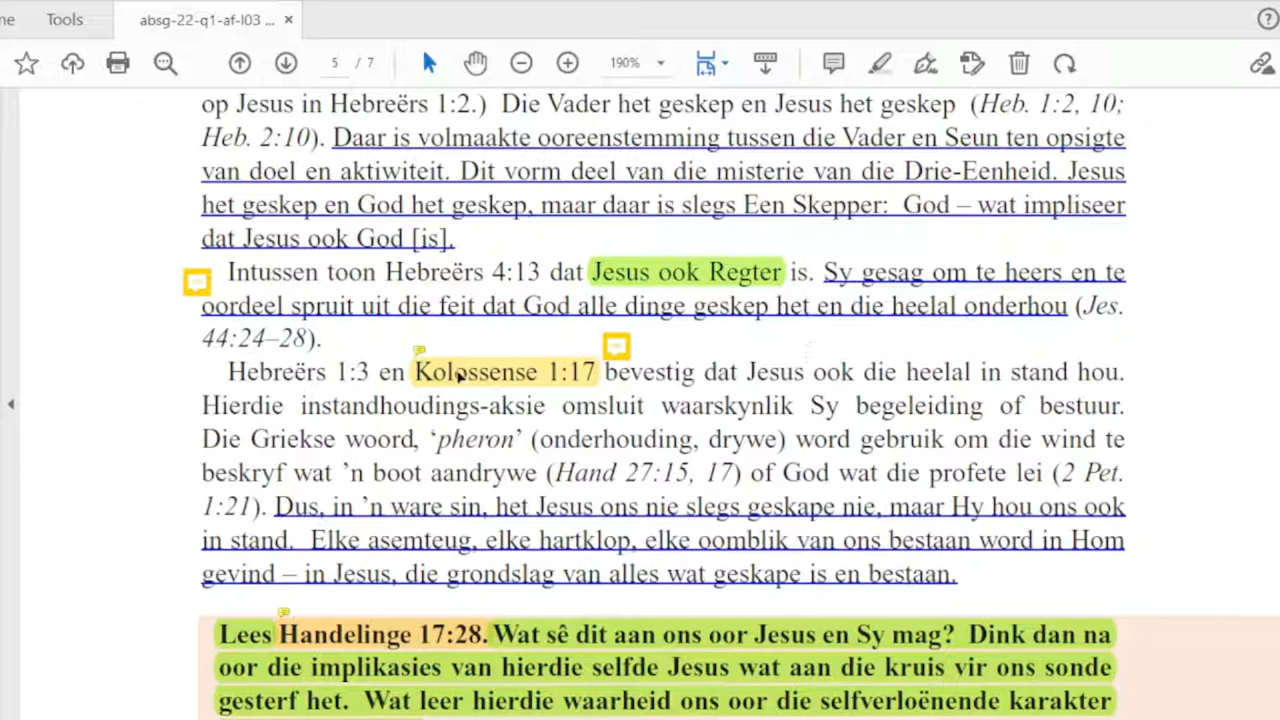 ne Tools absg-22-q1-af-l03 ... ×
5 / 7 190%
op Jesus in Hebreërs 1:2.) Die Vader het geskep en Jesus het geskep (Heb. 1:2, 10;
Heb. 2:10). Daar is volmaakte ooreenstemming tussen die Vader en Seun ten opsigte
van doel en aktiwiteit. Dit vorm deel van die misterie van die Drie-Eenheid. Jesus
het geskep en God het geskep, maar daar is slegs Een Skepper: God – wat impliseer
dat Jesus ook God [is].
Intussen toon Hebreërs 4:13 dat Jesus ook Regter is. Sy gesag om te heers en te
oordeel spruit uit die feit dat God alle dinge geskep het en die heelal onderhou (Jes.
44:24–28).
Hebreërs 1:3 en Kolossense 1:17 bevestig dat Jesus ook die heelal in stand hou.
Hierdie instandhoudings-aksie omsluit waarskynlik Sy begeleiding of bestuur.
Die Griekse woord, ‘pheron’ (onderhouding, drywe) word gebruik om die wind te
beskryf wat ’n boot aandrywe (Hand 27:15, 17) of God wat die profete lei (2 Pet.
1:21). Dus, in ’n ware sin, het Jesus ons nie slegs geskape nie, maar Hy hou ons ook
in stand. Elke asemteug, elke hartklop, elke oomblik van ons bestaan word in Hom
gevind – in Jesus, die grondslag van alles wat geskape is en bestaan.
Lees Handelinge 17:28. Wat sê dit aan ons oor Jesus en Sy mag? Dink dan na
oor die implikasies van hierdie selfde Jesus wat aan die kruis vir ons sonde
gesterf het. Wat leer hierdie waarheid ons oor die selfverloënende karakter